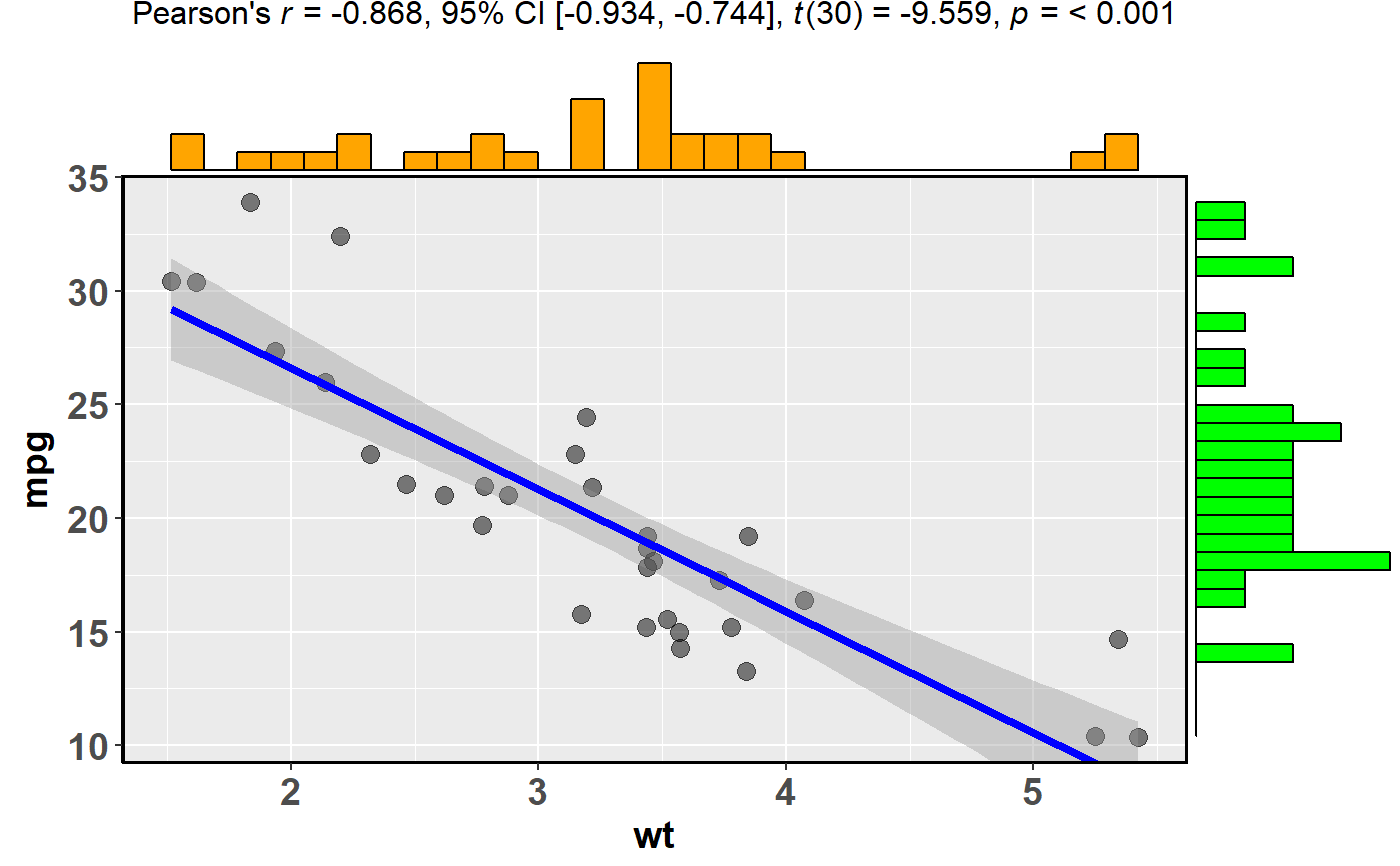 Pearson's r = -0.868, 95% CI [-0.934, -0.744], t(30) = -9.559, p = < 0.001
35
30
25
20
15
10
mpg
2 3 4 5
wt